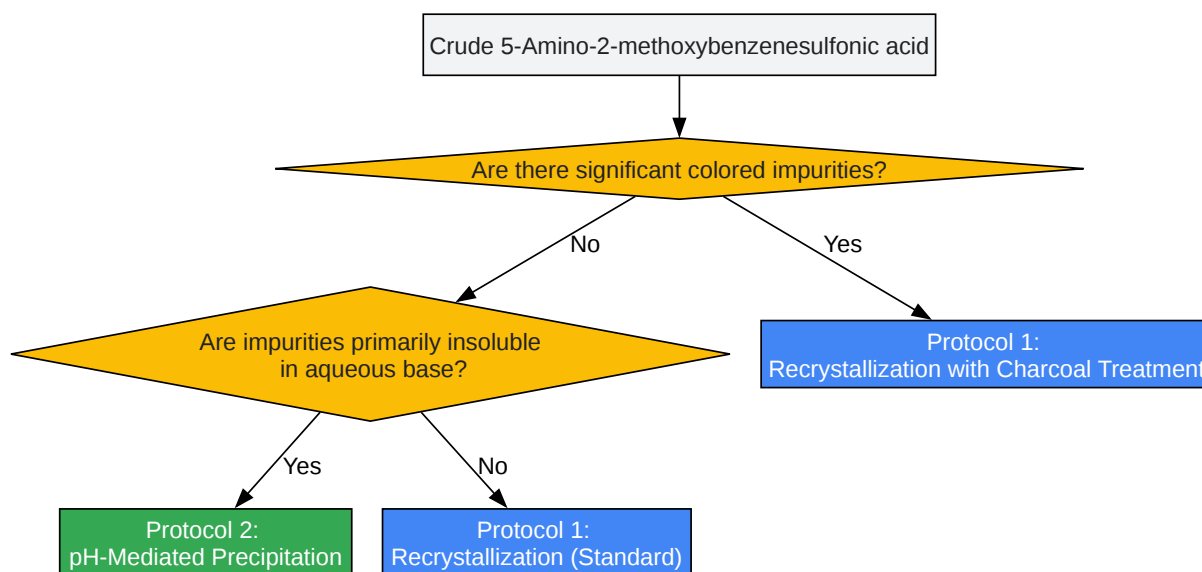 Crude 5-Amino-2-methoxybenzenesulfonic acid
Are there significant colored impurities?
No
Yes
Are impurities primarily insoluble
in aqueous base?
Protocol 1:
Recrystallization with Charcoal Treatment
Yes
No
Protocol 2:
pH-Mediated Precipitation
Protocol 1:
Recrystallization (Standard)